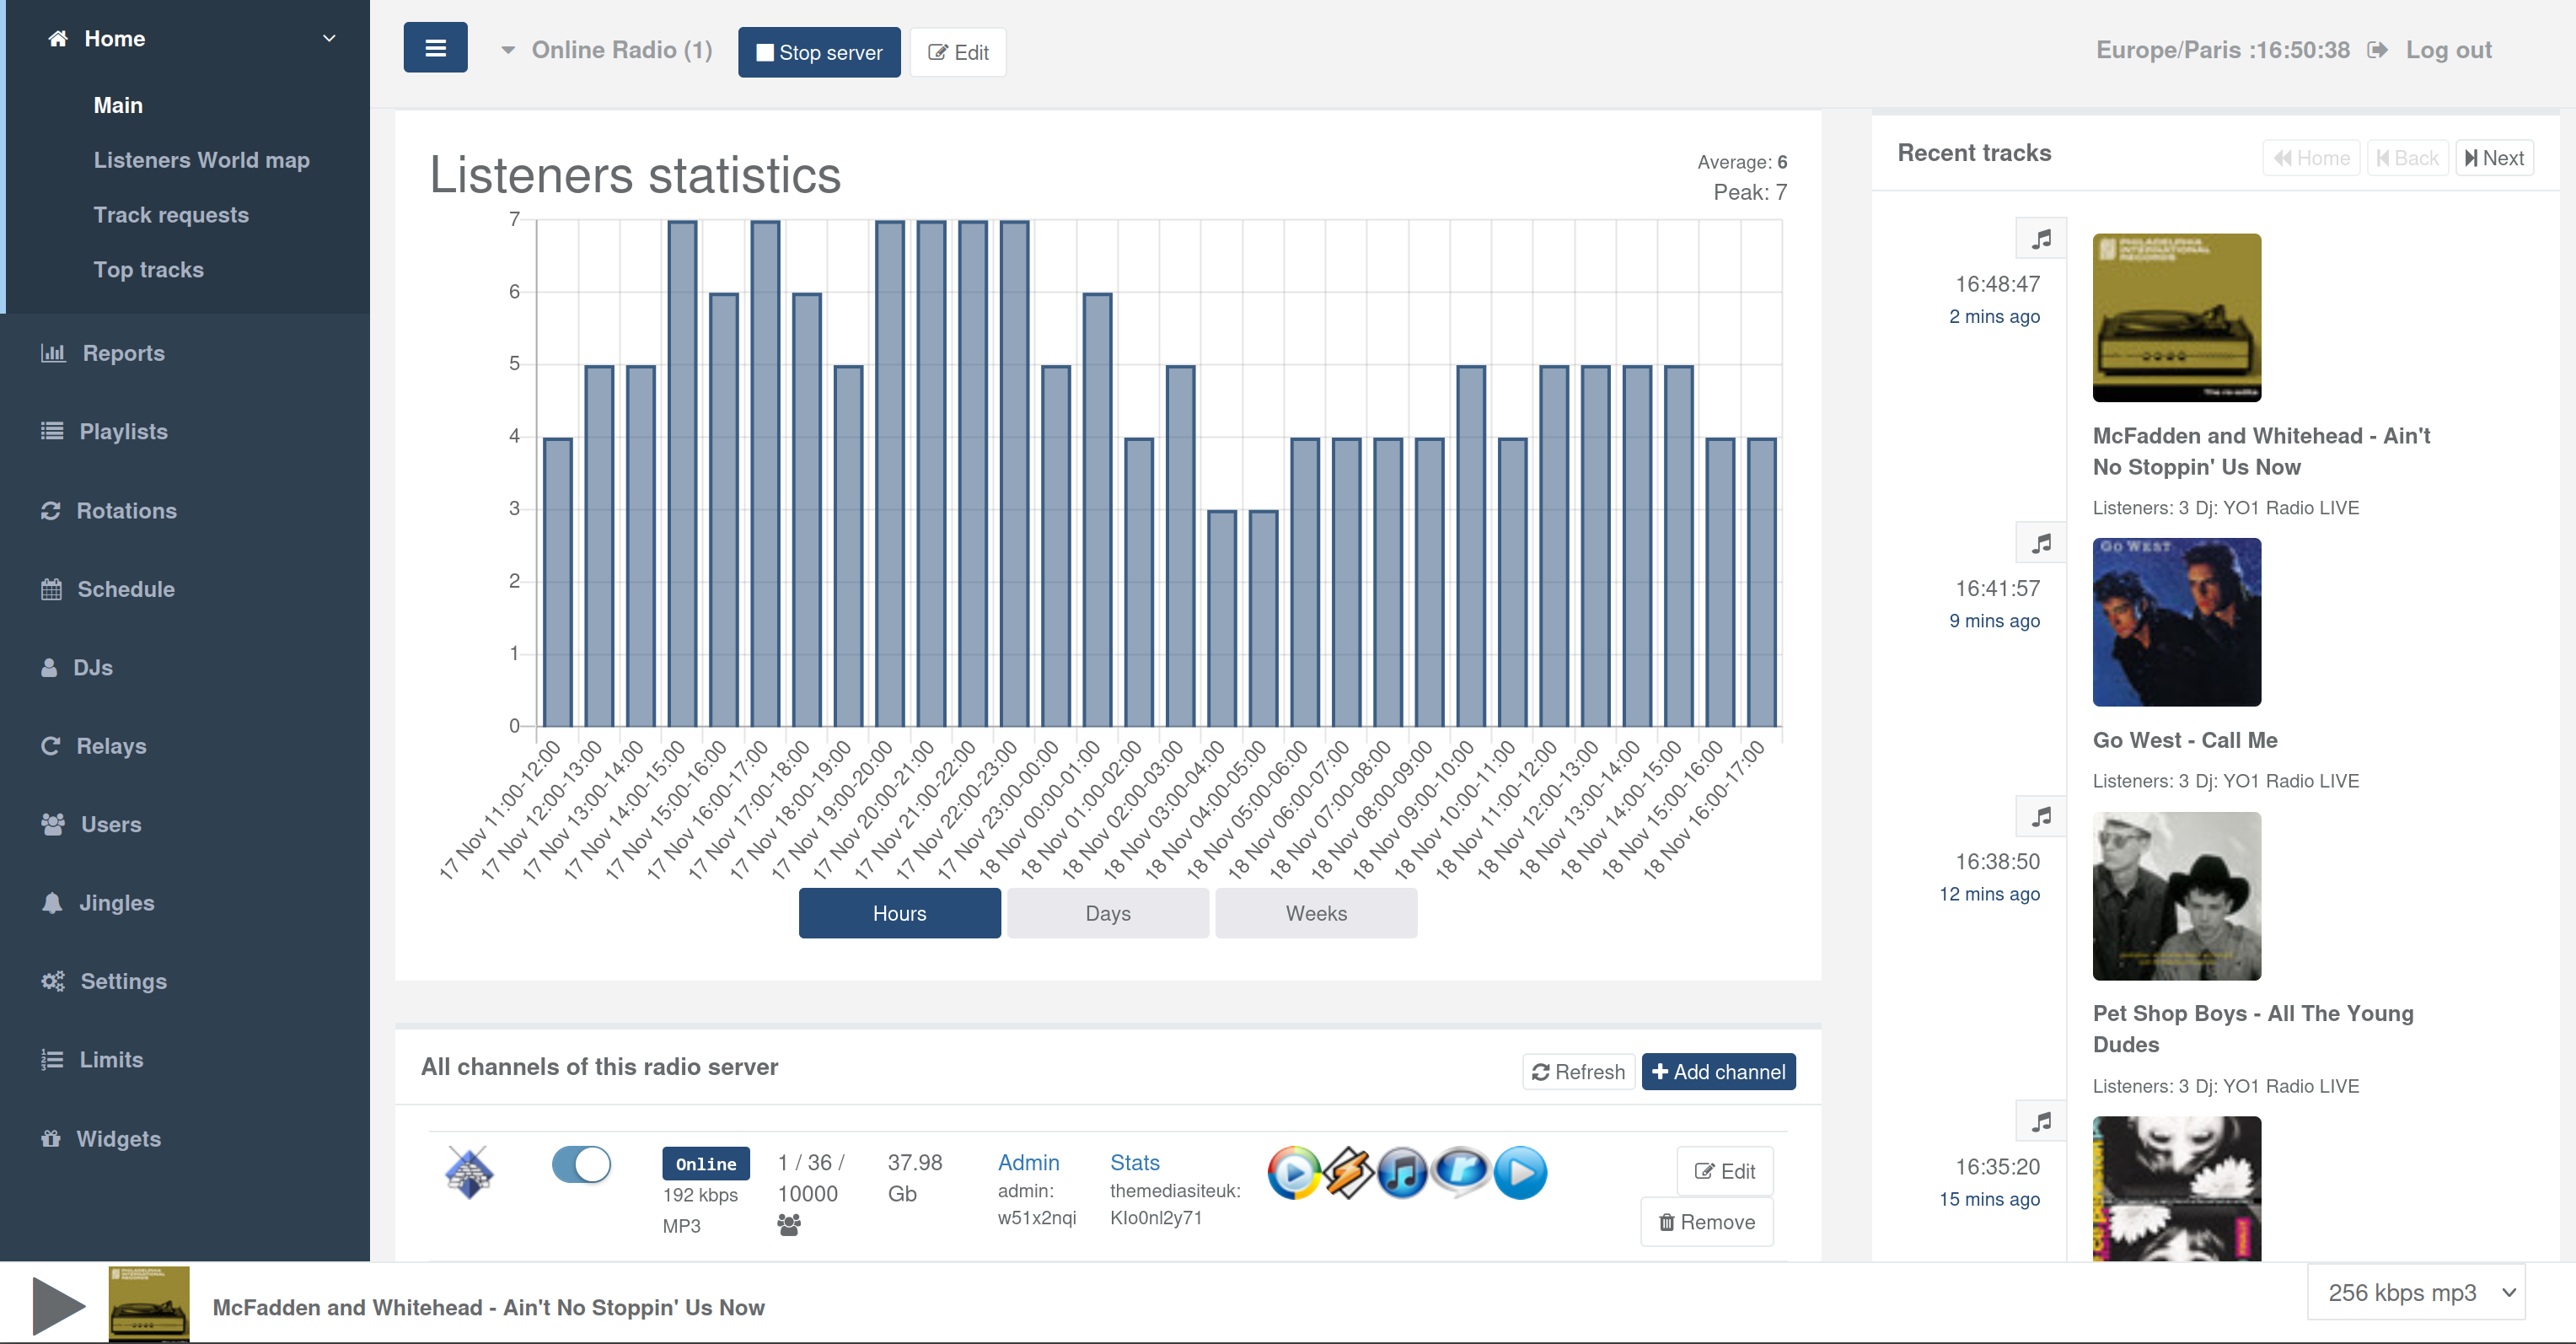 Home
Main
Listeners World map
Track requests
Top tracks
Reports
Playlists
Rotations
Schedule
DJs
Relays
Users
Jingles
Settings
Limits
Widgets
Online Radio (1)
Stop server
Edit
Europe/Paris :16:50:38
Log out
Listeners statistics
Average: 6
Peak: 7
7
6
5
4
3
2
1
0
17 Nov 11:00-12:00
17 Nov 12:00-13:00
17 Nov 13:00-14:00
17 Nov 14:00-15:00
17 Nov 15:00-16:00
17 Nov 16:00-17:00
17 Nov 17:00-18:00
17 Nov 18:00-19:00
17 Nov 19:00-20:00
17 Nov 20:00-21:00
17 Nov 21:00-22:00
17 Nov 22:00-23:00
17 Nov 23:00-00:00
18 Nov 00:00-01:00
18 Nov 01:00-02:00
18 Nov 02:00-03:00
18 Nov 03:00-04:00
18 Nov 04:00-05:00
18 Nov 05:00-06:00
18 Nov 06:00-07:00
18 Nov 07:00-08:00
18 Nov 08:00-09:00
18 Nov 09:00-10:00
18 Nov 10:00-11:00
18 Nov 11:00-12:00
18 Nov 12:00-13:00
18 Nov 13:00-14:00
18 Nov 14:00-15:00
18 Nov 15:00-16:00
18 Nov 16:00-17:00
Hours
Days
Weeks
All channels of this radio server
Refresh
Add channel
Online
192 kbps
MP3
1 / 36 /
10000
37.98
Gb
Admin
admin:
w51x2nqi
Stats
themediasiteuk:
KIo0nl2y71
Edit
Remove
Recent tracks
Home
Back
Next
16:48:47
2 mins ago
PHILADELPHIA
INTERNATIONAL
RECORDS
The re-edits
McFadden and Whitehead - Ain't
No Stoppin' Us Now
Listeners: 3 Dj: YO1 Radio LIVE
16:41:57
9 mins ago
GO WEST
Go West - Call Me
Listeners: 3 Dj: YO1 Radio LIVE
16:38:50
12 mins ago
Pet Shop Boys - All The Young
Dudes
Listeners: 3 Dj: YO1 Radio LIVE
16:35:20
15 mins ago
McFadden and Whitehead - Ain't No Stoppin' Us Now
256 kbps mp3